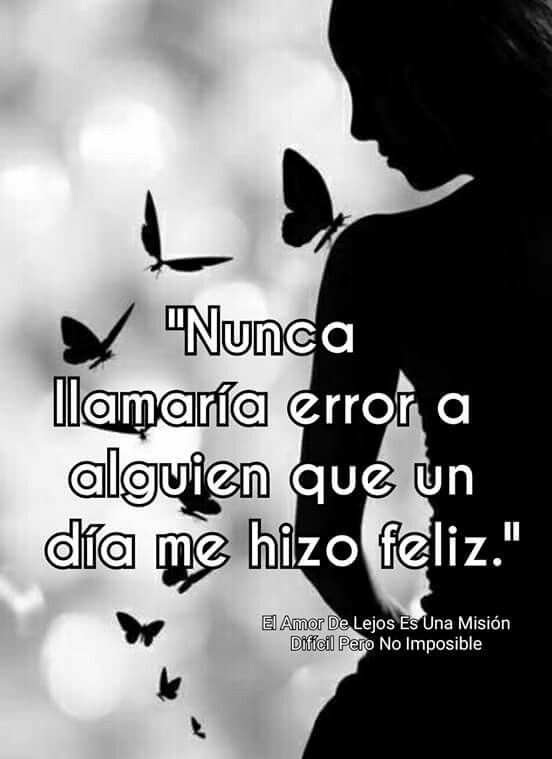 "Nunca
llamaría error a
alguien que un
día me hizo feliz."
El Amor De Lejos Es Una Misión
Difícil Pero No Imposible